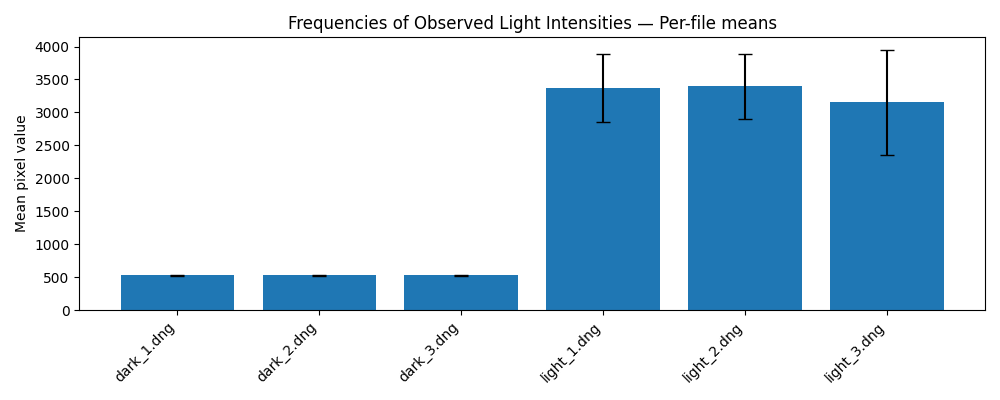 Frequencies of Observed Light Intensities — Per-file means
Mean pixel value
4000
3500
3000
2500
2000
1500
1000
500
0
dark_1.dng
dark_2.dng
dark_3.dng
light_1.dng
light_2.dng
light_3.dng